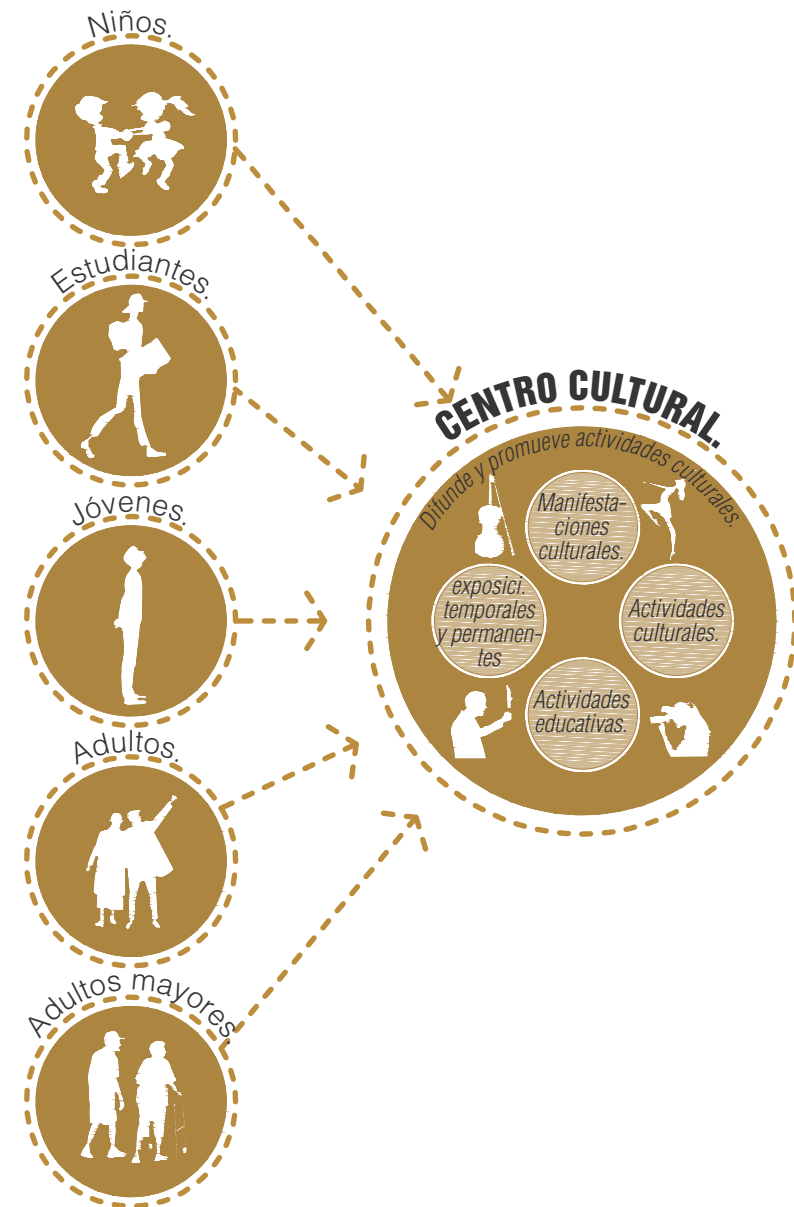 Niños.
Estudiantes.
Jóvenes.
Adultos.
Adultos mayores.
CENTRO CULTURAL.
Difunde y promueve actividades culturales.
Manifesta-
ciones
culturales.
exposici.
temporales
y permanen-
tes
Actividades
culturales.
Actividades
educativas.